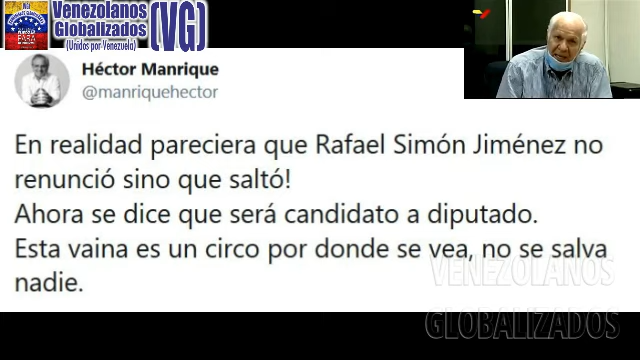 Venezolanos
Globalizados
(Unidos por Venezuela)
(VG)
Héctor Manrique
@manriquehector
En realidad pareciera que Rafael Simón Jiménez no
renunció sino que saltó!
Ahora se dice que será candidato a diputado.
Esta vaina es un circo por donde se vea, no se salva
nadie.
VENEZOLANOS
GLOBALIZADOS